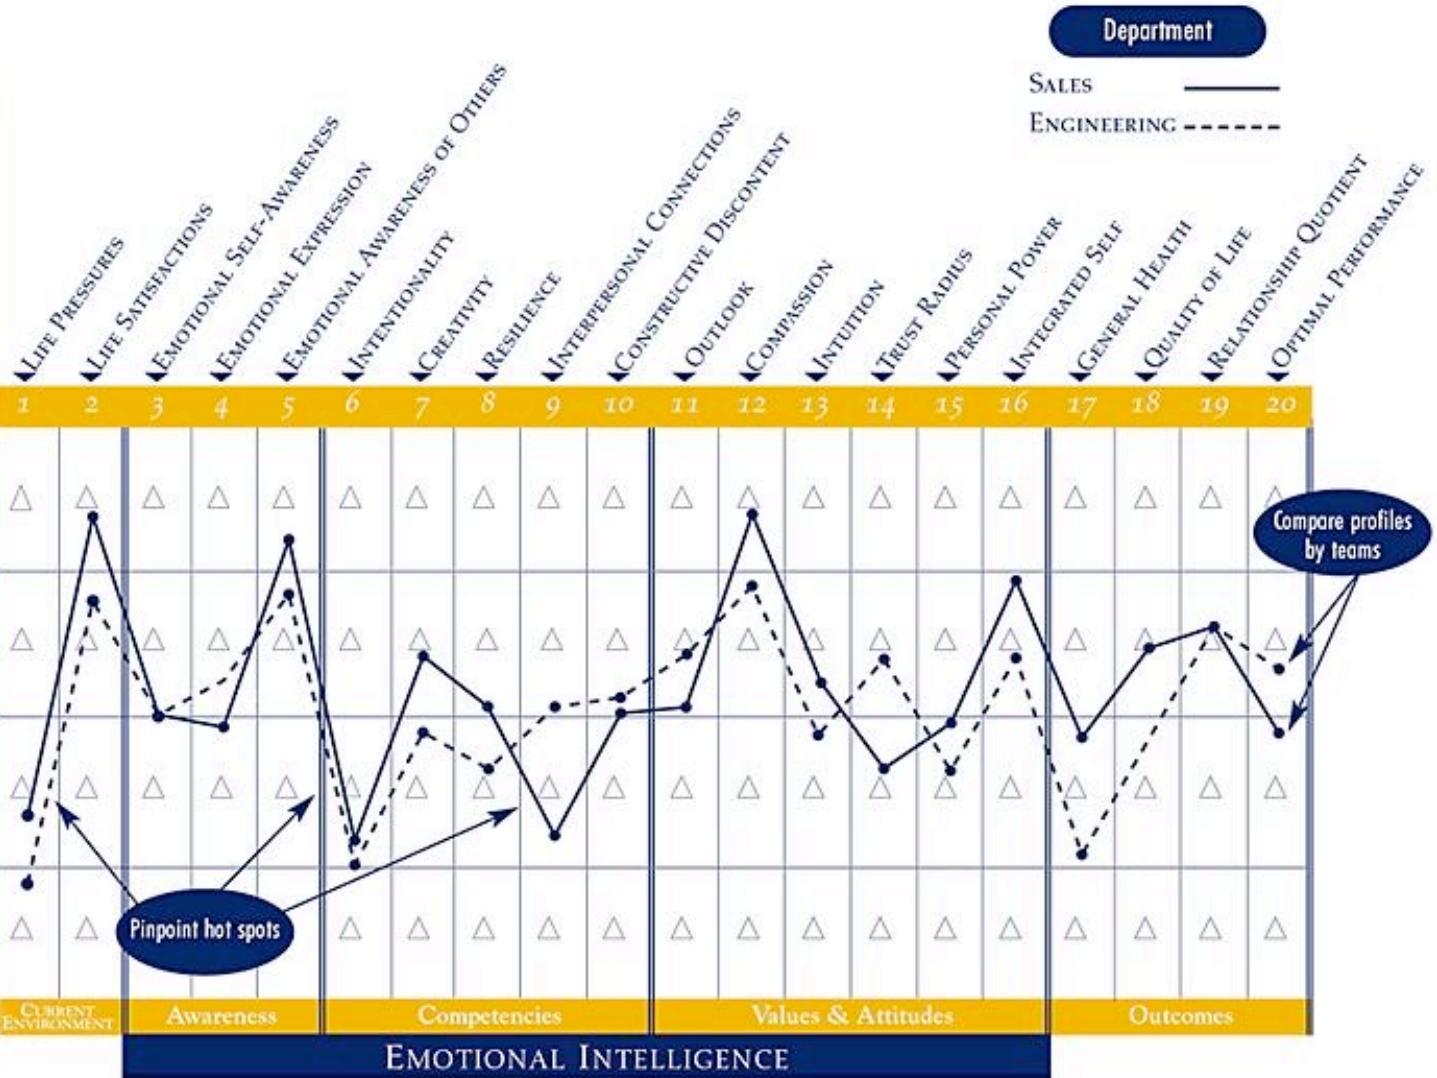 Department
SALES
ENGINEERING
LIFE PRESSURES
LIFE SATISFACTIONS
EMOTIONAL SELF-AWARENESS
EMOTIONAL EXPRESSION
EMOTIONAL AWARENESS OF OTHERS
INTENTIONALITY
CREATIVITY
RESILIENCE
INTERPERSONAL CONNECTIONS
CONSTRUCTIVE DISCONTENT
OUTLOOK
COMPASSION
INTUITION
TRUST RADIUS
PERSONAL POWER
INTEGRATED SELF
GENERAL HEALTH
QUALITY OF LIFE
RELATIONSHIP QUOTIENT
OPTIMAL PERFORMANCE
1 2 3 4 5 6 7 8 9 10 11 12 13 14 15 16 17 18 19 20
Compare profiles
by teams
Pinpoint hot spots
CURRENT
ENVIRONMENT
Awareness
Competencies
Values & Attitudes
Outcomes
EMOTIONAL INTELLIGENCE